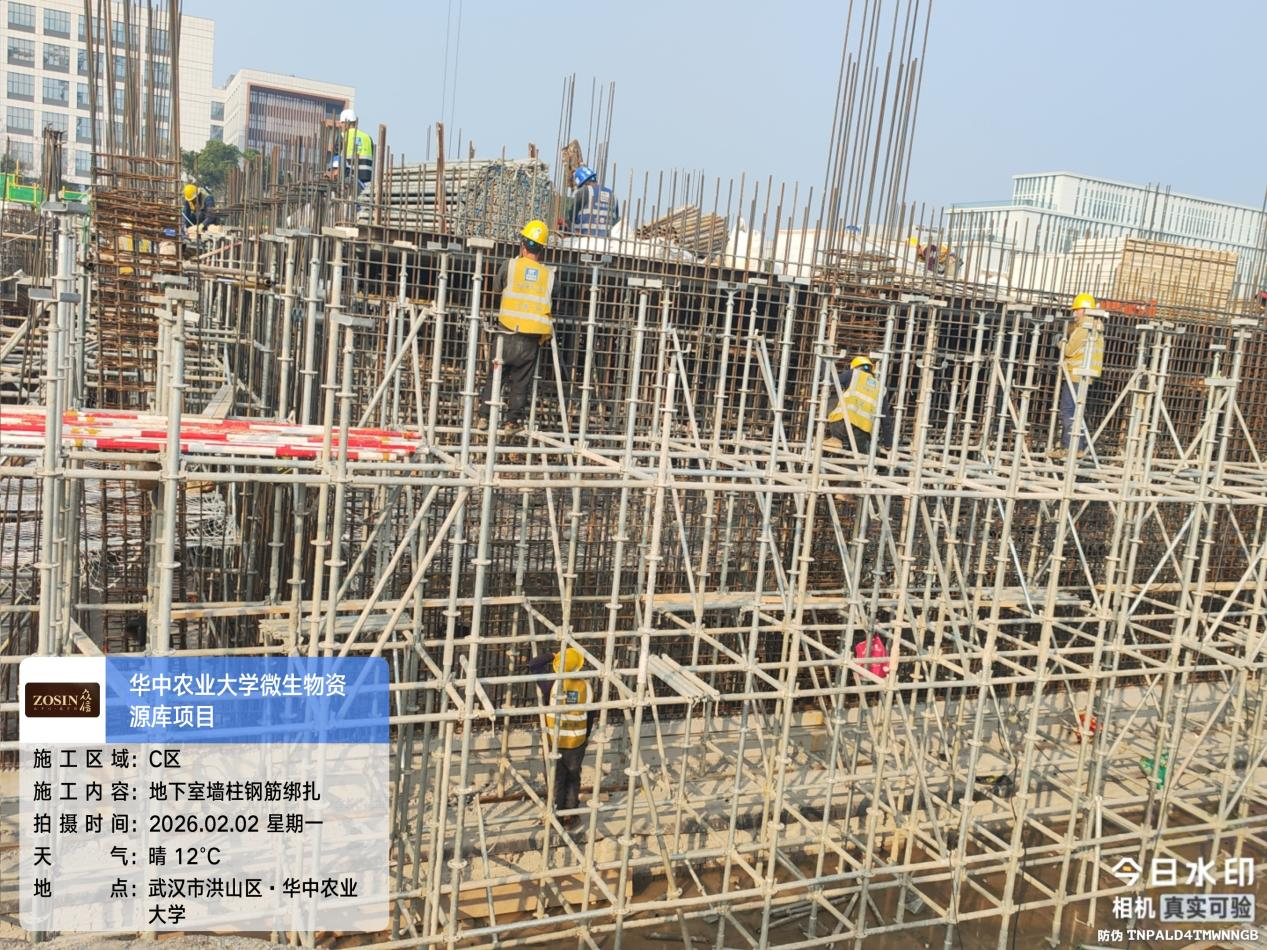 ZOSIN 众信
华中农业大学微生物资
源库项目
施工区域：C区
施工内容：地下室墙柱钢筋绑扎
拍摄时间：2026.02.02 星期一
天气：晴 12℃
地点：武汉市洪山区·华中农业
大学
今日水印
相机 真实可验
防伪 TNPALD4TMWNNGB